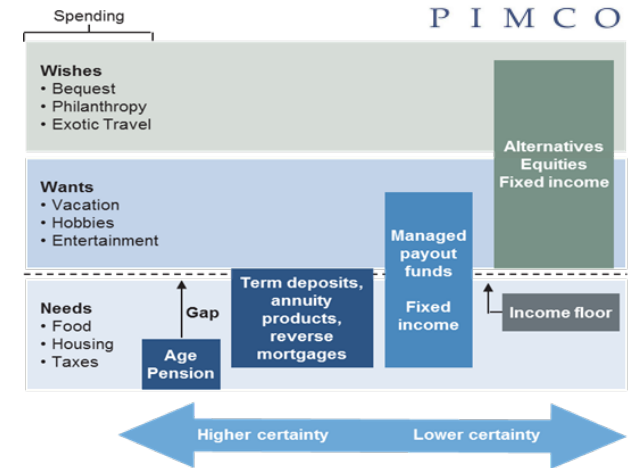 Spending
P I M C O
Wishes
• Bequest
• Philanthropy
• Exotic Travel
Alternatives
Equities
Fixed income
Wants
• Vacation
• Hobbies
• Entertainment
Managed
payout
funds
Fixed
income
Needs
• Food
• Housing
• Taxes
Gap
Age
Pension
Term deposits,
annuity
products,
reverse
mortgages
Income floor
Higher certainty
Lower certainty